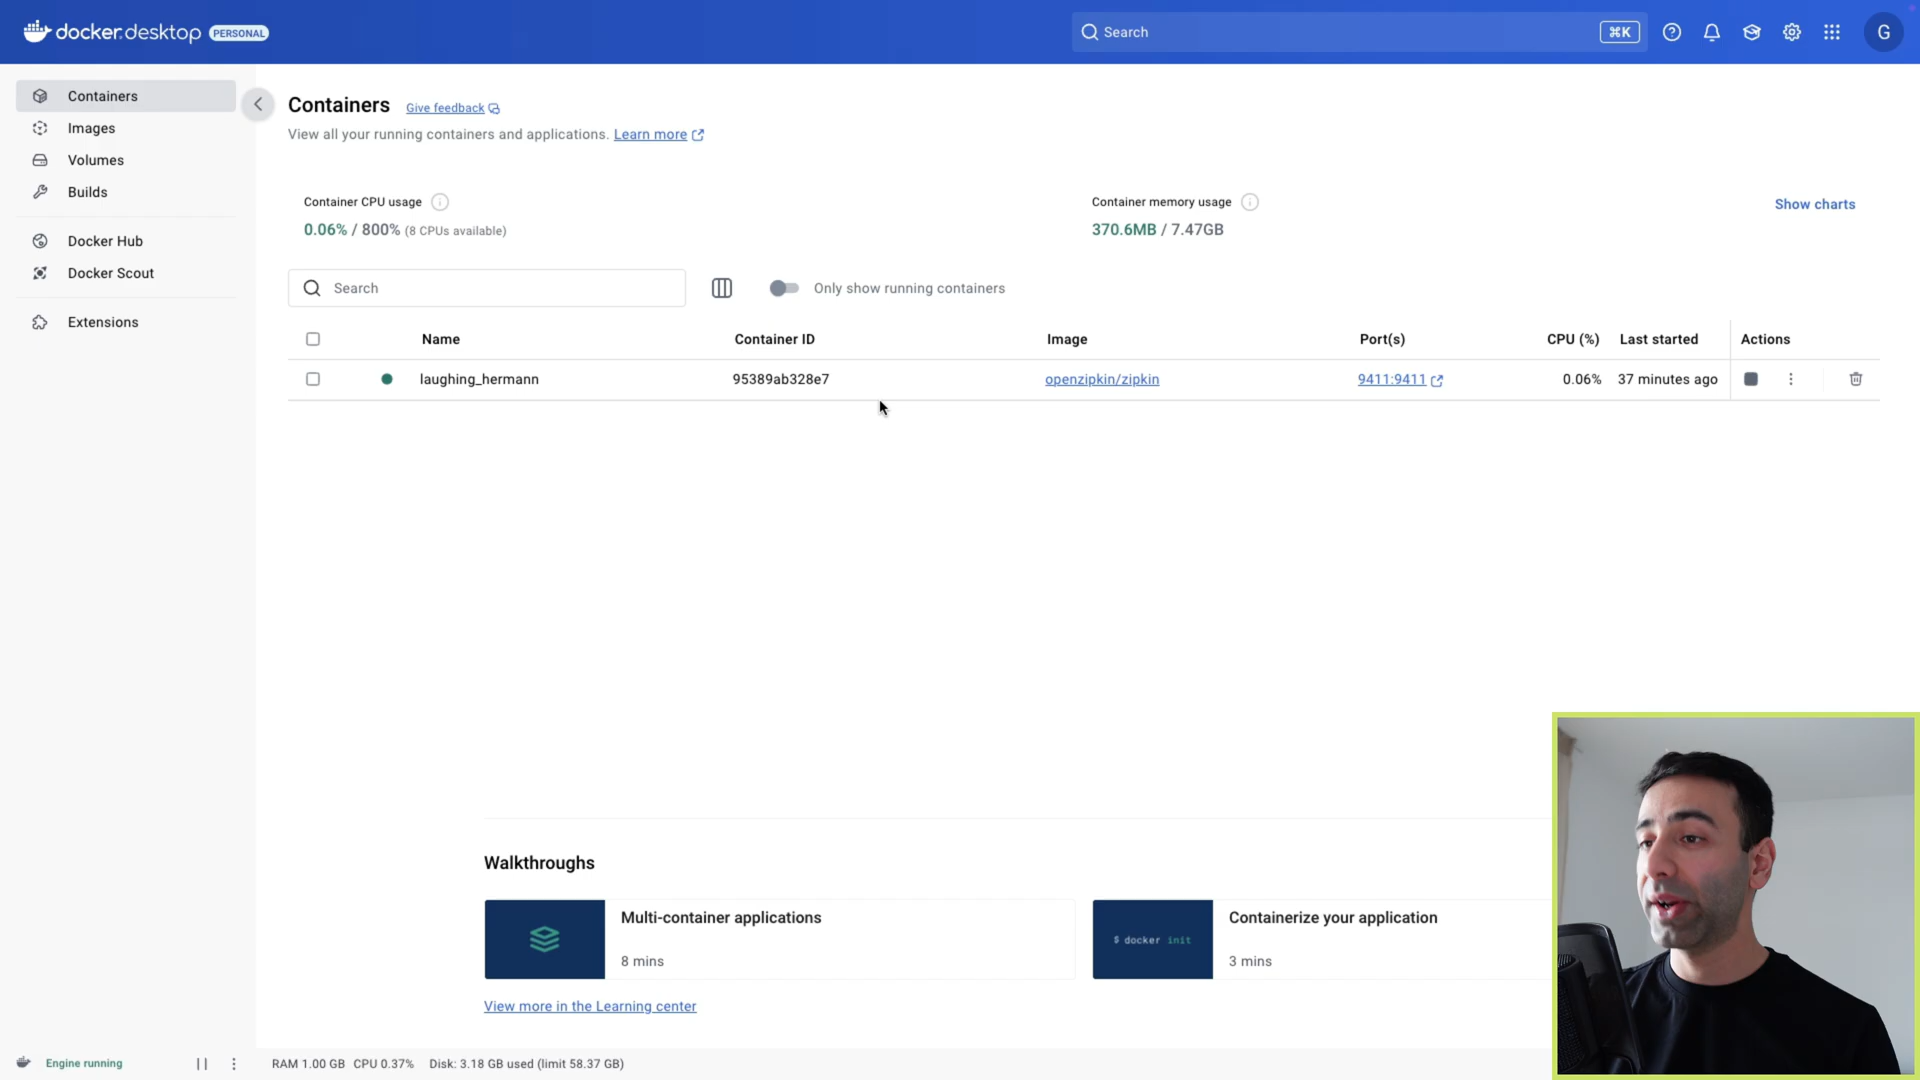 docker.desktop PERSONAL
Search ⌘K
G
Containers
Images
Volumes
Builds
Docker Hub
Docker Scout
Extensions
Containers Give feedback
View all your running containers and applications. Learn more
Container CPU usage
0.06% / 800% (8 CPUs available)
Container memory usage
370.6MB / 7.47GB
Show charts
Search
Only show running containers
Name Container ID Image Port(s) CPU (%) Last started Actions
laughing_hermann 95389ab328e7 openzipkin/zipkin 9411:9411 0.06% 37 minutes ago
Walkthroughs
Multi-container applications
8 mins
$ docker init
Containerize your application
3 mins
View more in the Learning center
Engine running
RAM 1.00 GB CPU 0.37% Disk: 3.18 GB used (limit 58.37 GB)